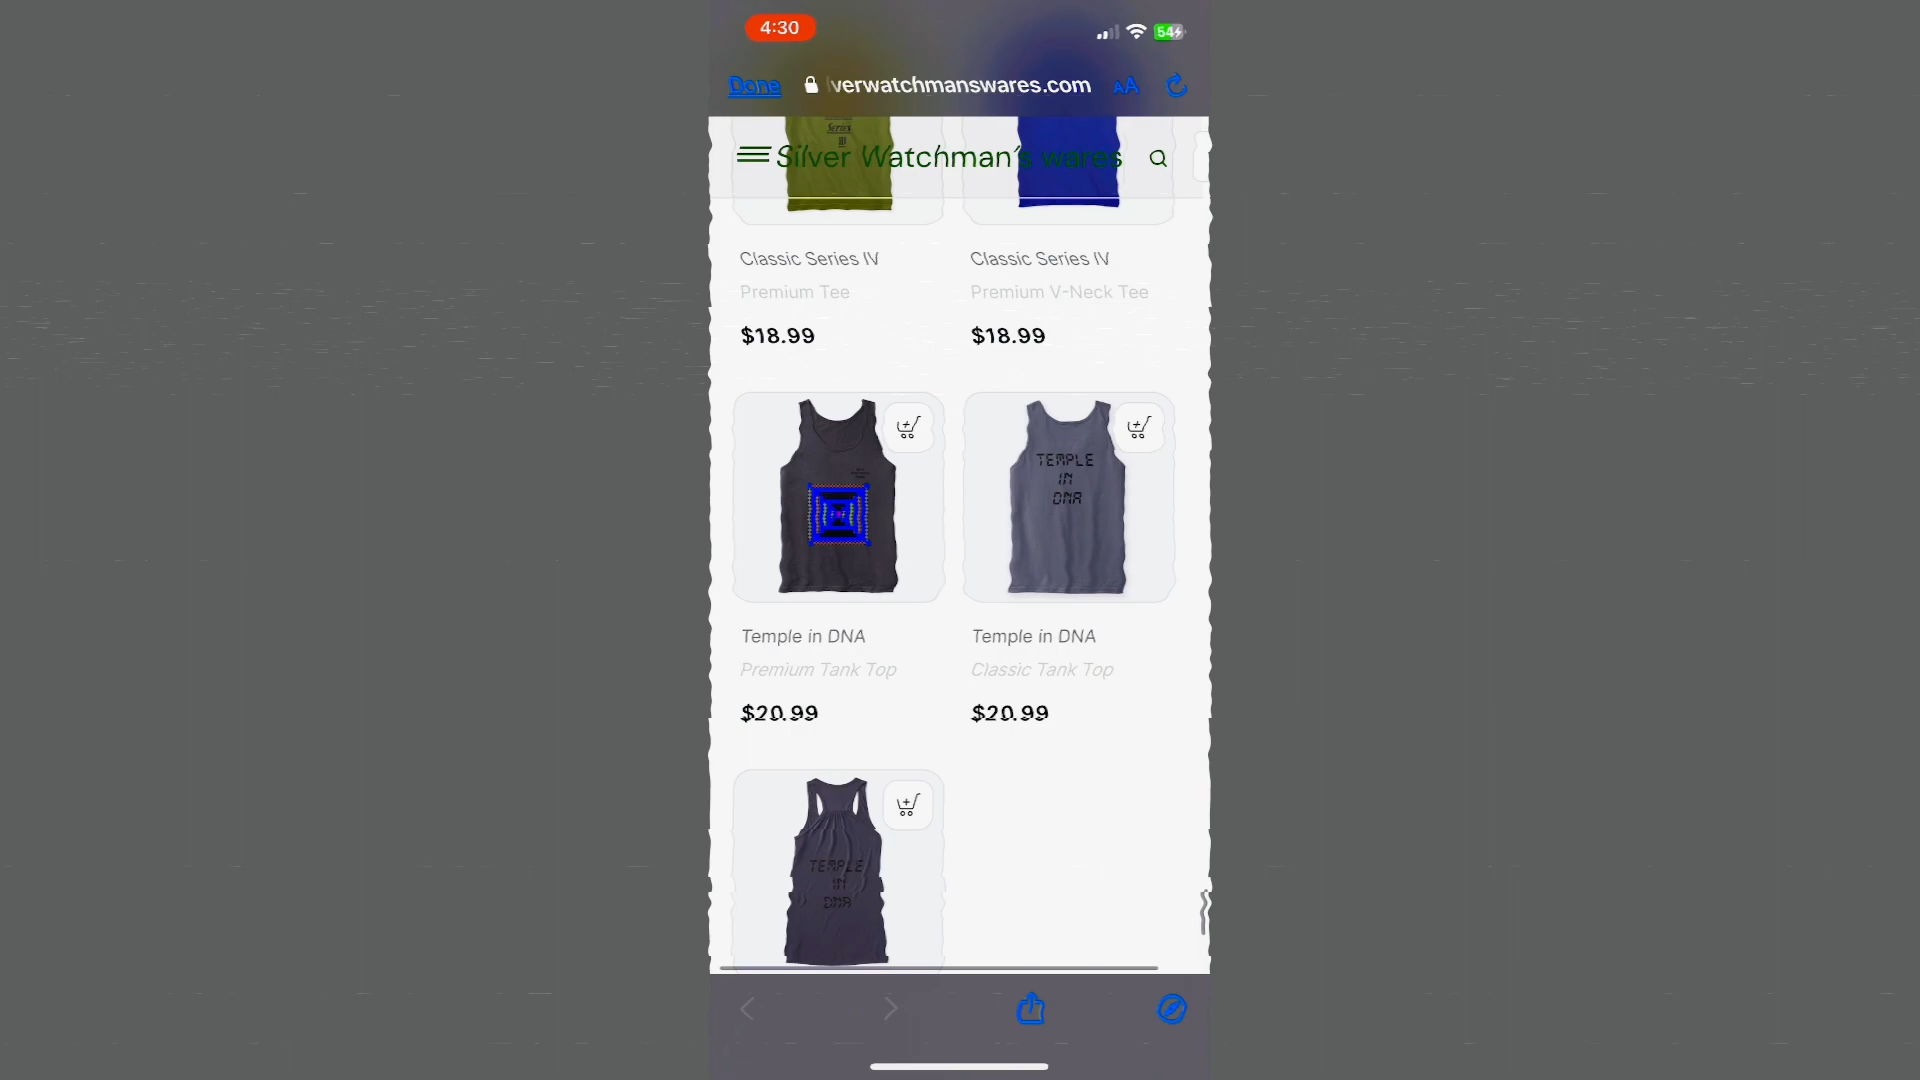 4:30
54
Done
verwatchmanswares.com
AA
Series
Silver Watchman's wares
Classic Series IV
Classic Series IV
Premium Tee
Premium V-Neck Tee
$18.99
$18.99
TEMPLE
IN
DNA
Temple in DNA
Temple in DNA
Premium Tank Top
Classic Tank Top
$20.99
$20.99
TEMPLE
IN
DNA